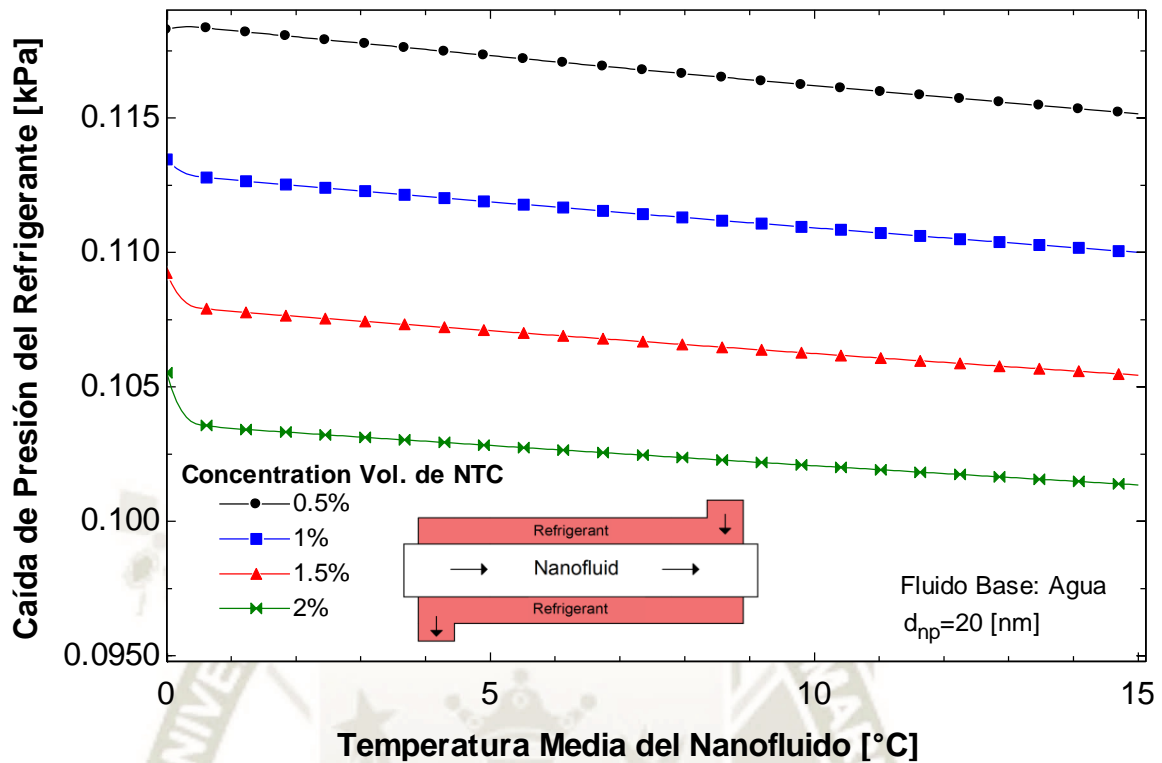 Caída de Presión del Refrigerante [kPa]
0.115
0.110
0.105
0.100
0.0950
Concentration Vol. de NTC
0.5%
1%
1.5%
2%
Refrigerant
Nanofluid
Refrigerant
Fluido Base: Agua
dnp=20 [nm]
0 5 10 15
Temperatura Media del Nanofluido [°C]